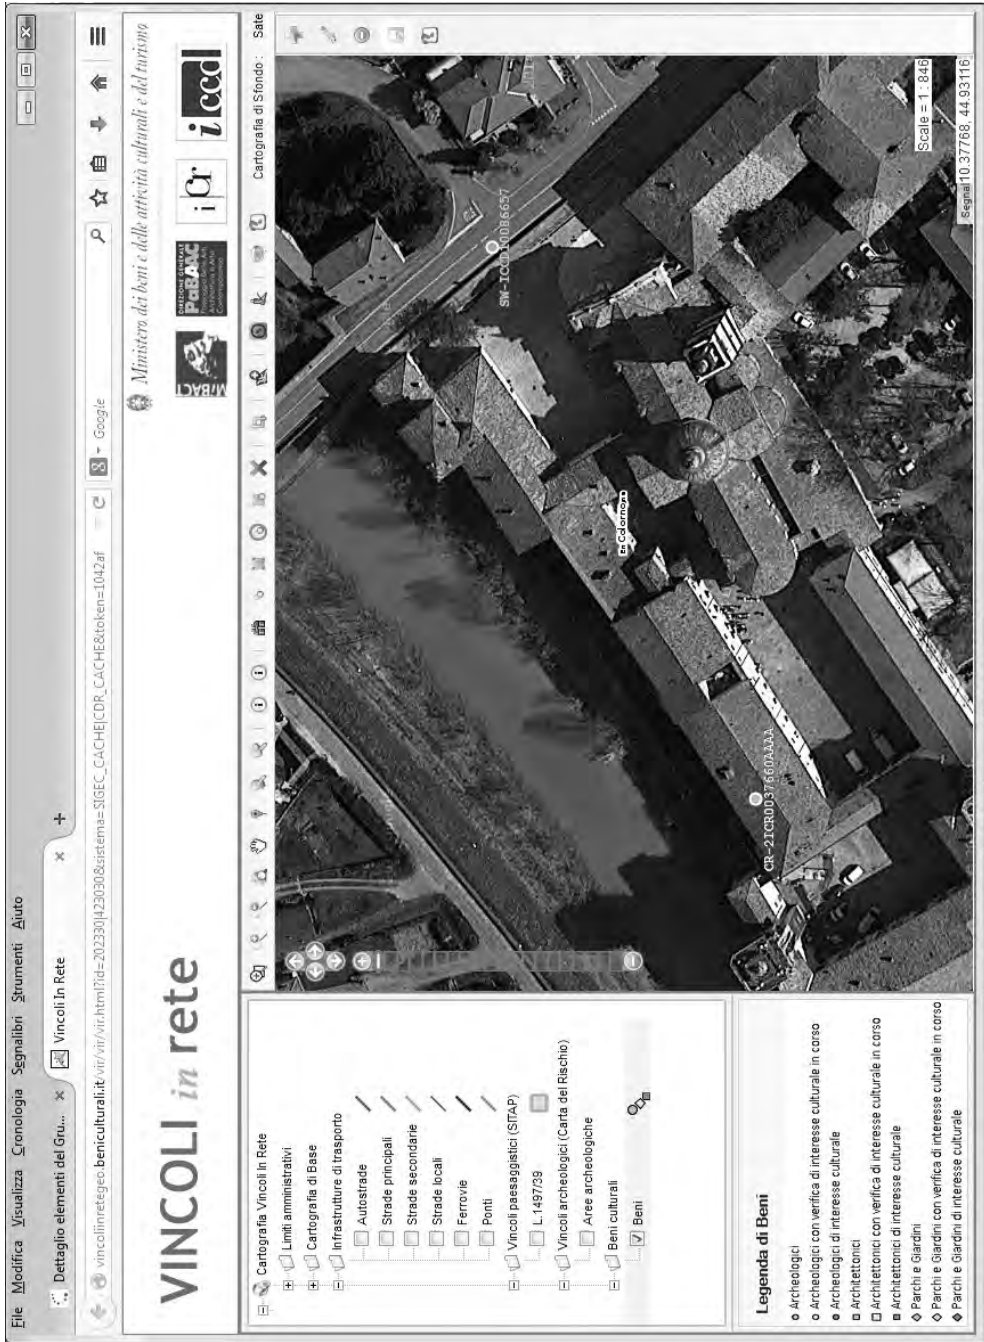 File Modifica Visualizza Cronologia Segnalibri Strumenti Aiuto
Dettaglio elementi del Gru... × Vincoli In Rete × +
vincoliinretegeo.beniculturali.it/vir/vir/vir.html?id=202330|423030&sistema=SIGEC_CACHE|CDR_CACHE&token=1042af
Google
VINCOLI in rete
Ministero dei beni e delle attività culturali e del turismo
MiBACT
DIREZIONE GENERALE
PaBAAC
iCr
iccd
Cartografia di Sfondo : Sate
Cartografia Vincoli In Rete
Limiti amministrativi
Cartografia di Base
Infrastrutture di trasporto
Autostrade
Strade principali
Strade secondarie
Strade locali
Ferrovie
Ponti
Vincoli paesaggistici (SITAP)
L.1497/39
Vincoli archeologici (Carta del Rischio)
Aree archeologiche
Beni culturali
Beni
Legenda di Beni
Archeologici
Archeologici con verifica di interesse culturale in corso
Archeologici di interesse culturale
Architettonici
Architettonici con verifica di interesse culturale in corso
Architettonici di interesse culturale
Parchi e Giardini
Parchi e Giardini con verifica di interesse culturale in corso
Parchi e Giardini di interesse culturale
Colorno
CR-2ICR0037660AAAA
Scale = 1 : 846
Segnal 10.37768, 44.93116